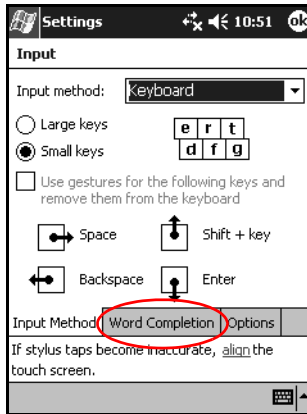 Settings 10:51 ok
Input
Input method: Keyboard
Large keys
Small keys
e r t
d f g
Use gestures for the following keys and
remove them from the keyboard
Space Shift + key
Backspace Enter
Input Method Word Completion Options
If stylus taps become inaccurate, align the
touch screen.